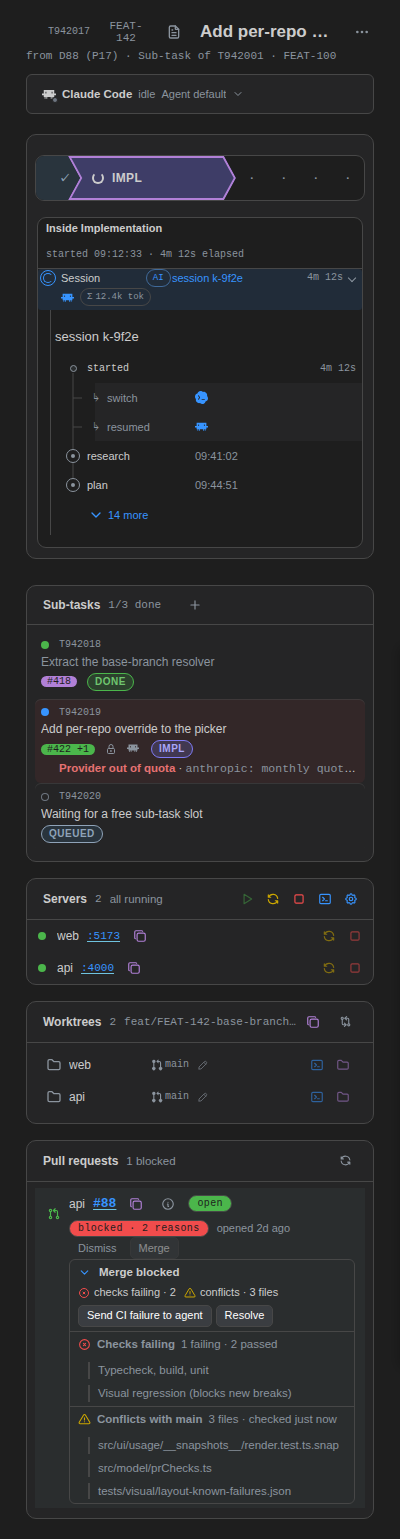 T942017 FEAT-142 Add per-repo … ···
from D88 (P17) · Sub-task of T942001 · FEAT-100
Claude Code idle Agent default
✓ IMPL · · · ·
Inside Implementation
started 09:12:33 · 4m 12s elapsed
Session AI session k-9f2e 4m 12s
Σ 12.4k tok
session k-9f2e
started 4m 12s
↳ switch
↳ resumed
research 09:41:02
plan 09:44:51
14 more
Sub-tasks 1/3 done +
T942018
Extract the base-branch resolver
#418 DONE
T942019
Add per-repo override to the picker
#422 +1 IMPL
Provider out of quota · anthropic: monthly quot…
T942020
Waiting for a free sub-task slot
QUEUED
Servers 2 all running
web :5173
api :4000
Worktrees 2 feat/FEAT-142-base-branch…
web main
api main
Pull requests 1 blocked
api #88 open
blocked · 2 reasons opened 2d ago
Dismiss Merge
Merge blocked
checks failing · 2 conflicts · 3 files
Send CI failure to agent Resolve
Checks failing 1 failing · 2 passed
Typecheck, build, unit
Visual regression (blocks new breaks)
Conflicts with main 3 files · checked just now
src/ui/usage/__snapshots__/render.test.ts.snap
src/model/prChecks.ts
tests/visual/layout-known-failures.json